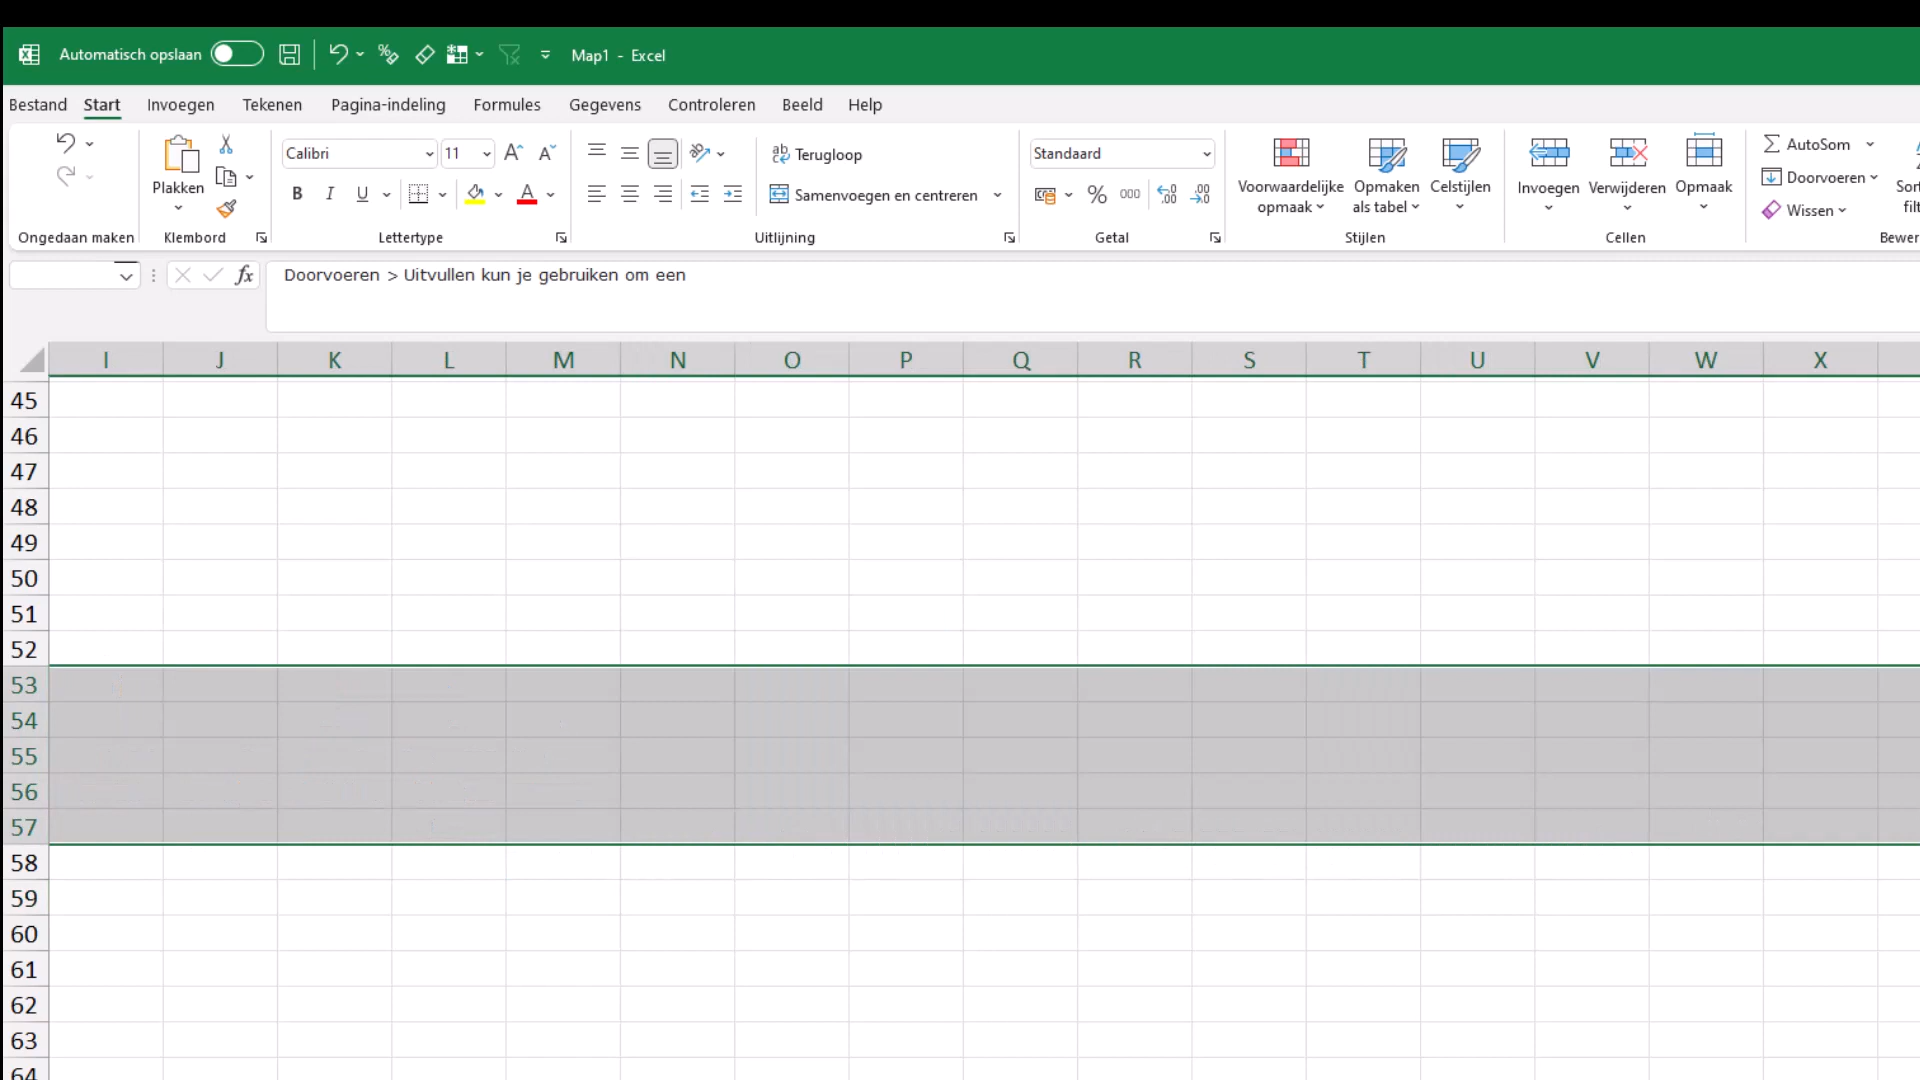 Automatisch opslaan Map1 - Excel
Bestand Start Invoegen Tekenen Pagina-indeling Formules Gegevens Controleren Beeld Help
Plakken
Calibri 11
B I U A
Terugloop
Samenvoegen en centreren
Standaard
% 000
Voorwaardelijke opmaak
Opmaken als tabel
Celstijlen
Invoegen Verwijderen Opmaak
AutoSom
Doorvoeren
Wissen
Ongedaan maken Klembord Lettertype Uitlijning Getal Stijlen Cellen
fx Doorvoeren > Uitvullen kun je gebruiken om een
I J K L M N O P Q R S T U V W X
45
46
47
48
49
50
51
52
53
54
55
56
57
58
59
60
61
62
63
64